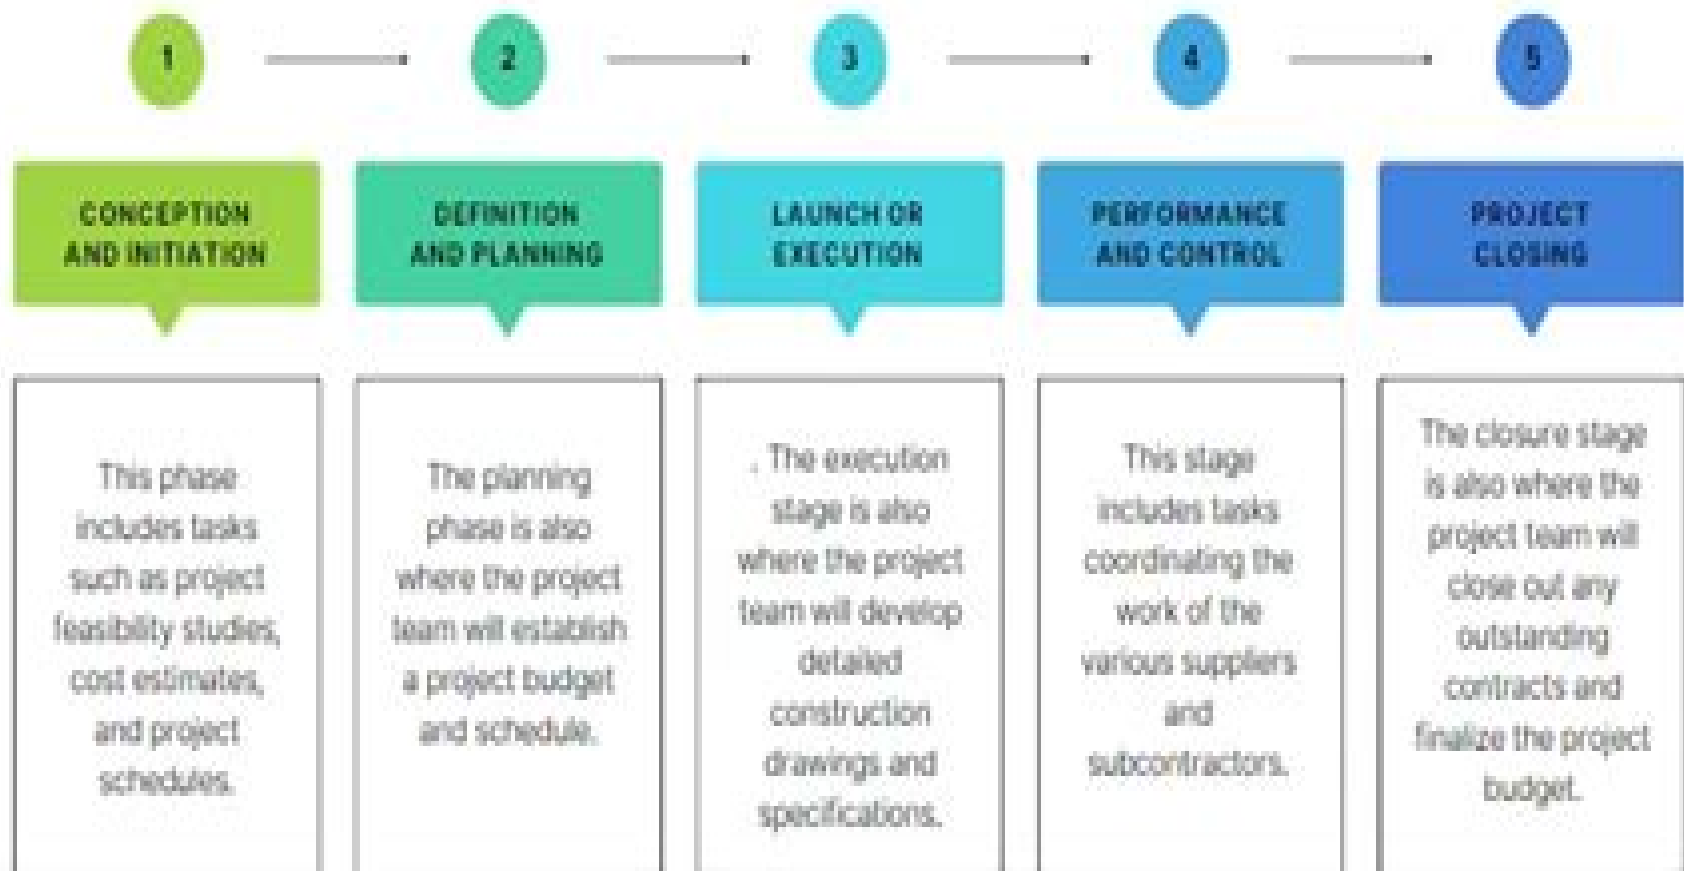 1
2
3
4
5
CONCEPTION
AND INITIATION
DEFINITION
AND PLANNING
LAUNCH OR
EXECUTION
PERFORMANCE
AND CONTROL
PROJECT
CLOSING
This phase
includes tasks
such as project
feasibility studies,
cost estimates,
and project
schedules.
The planning
phase is also
where the project
team will establish
a project budget
and schedule.
. The execution
stage is also
where the project
team will develop
detailed
construction
drawings and
specifications.
This stage
includes tasks
coordinating the
work of the
various suppliers
and
subcontractors.
The closure stage
is also where the
project team will
close out any
outstanding
contracts and
finalize the project
budget.